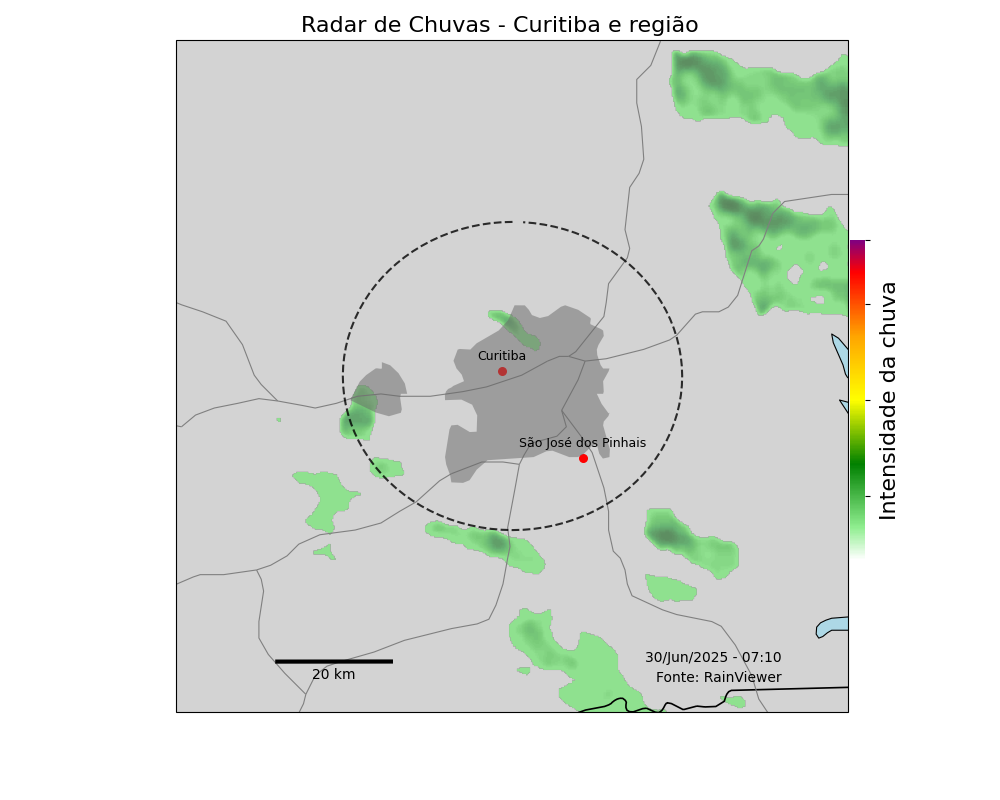 Radar de Chuvas - Curitiba e região
Curitiba
São José dos Pinhais
Intensidade da chuva
30/Jun/2025 - 07:10
Fonte: RainViewer
20 km